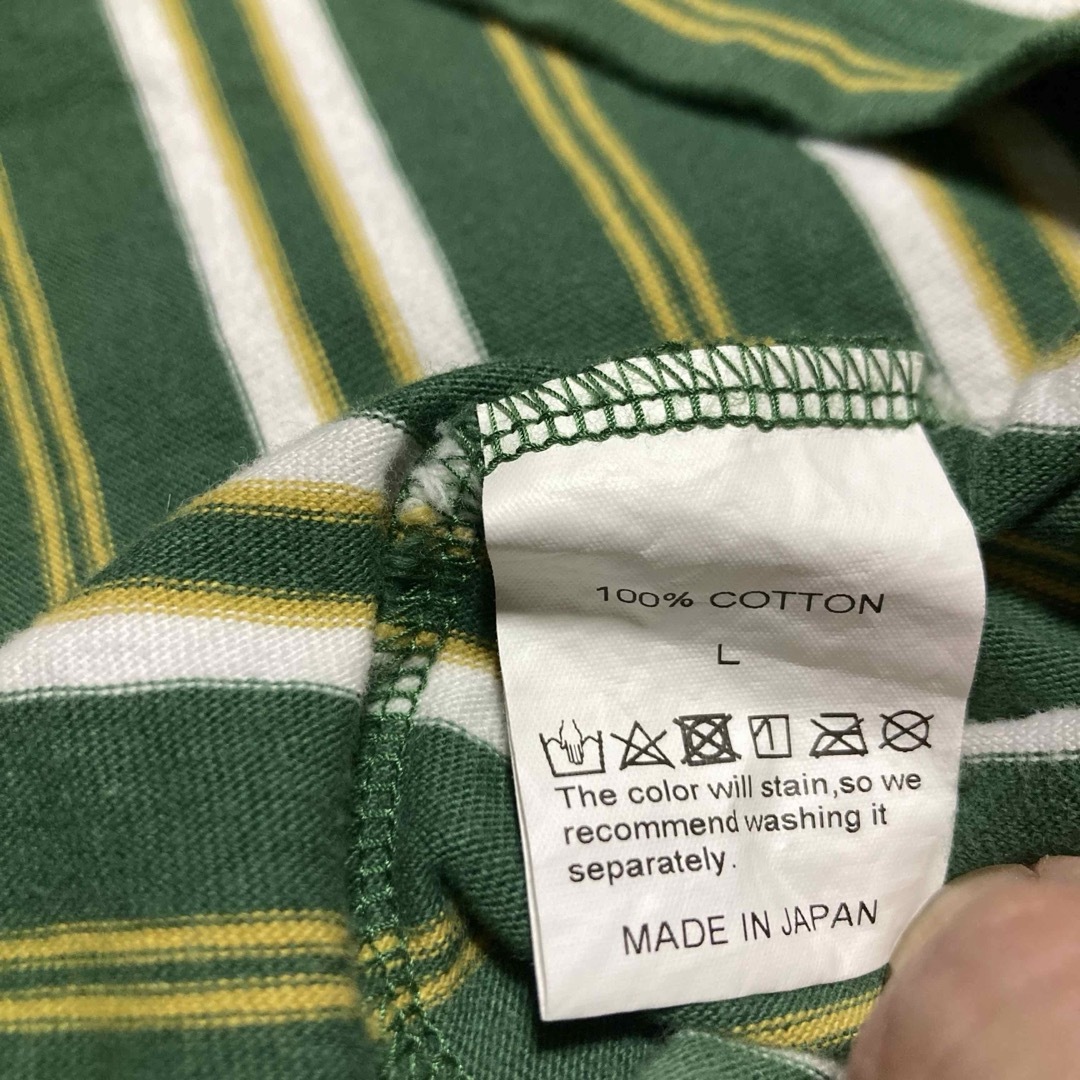 100% COTTON
L
The color will stain,so we
recommend washing it
separately.
MADE IN JAPAN